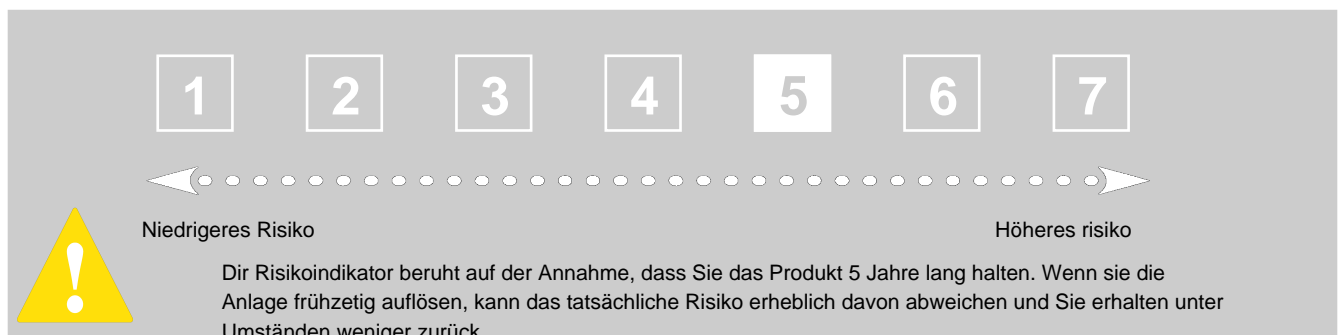 1 2 3 4 5 6 7
Niedrigeres Risiko Höheres risiko
!
Dir Risikoindikator beruht auf der Annahme, dass Sie das Produkt 5 Jahre lang halten. Wenn sie die
Anlage frühzetig auflösen, kann das tatsächliche Risiko erheblich davon abweichen und Sie erhalten unter
Umständen weniger zurück